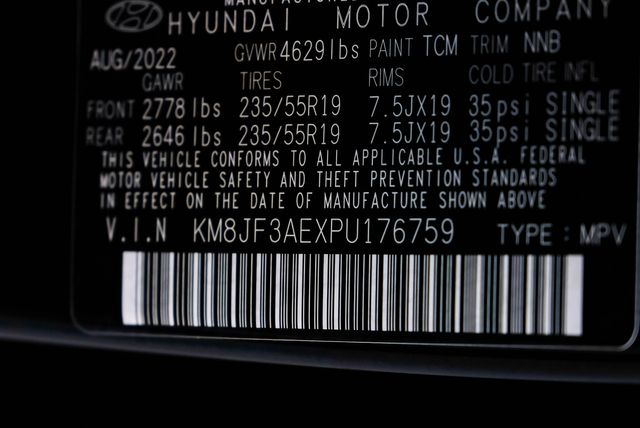 HYUNDAI MOTOR COMPANY
AUG/2022 GVWR 4629lbs PAINT TCM TRIM NNB
GAWR TIRES RIMS COLD TIRE INFL
FRONT 2778 lbs 235/55R19 7.5JX19 35psi SINGLE
REAR 2646 lbs 235/55R19 7.5JX19 35psi SINGLE
THIS VEHICLE CONFORMS TO ALL APPLICABLE U.S.A. FEDERAL
MOTOR VEHICLE SAFETY AND THEFT PREVENTION STANDARDS
IN EFFECT ON THE DATE OF MANUFACTURE SHOWN ABOVE
V.I.N KM8JF3AEXPU176759 TYPE : MPV